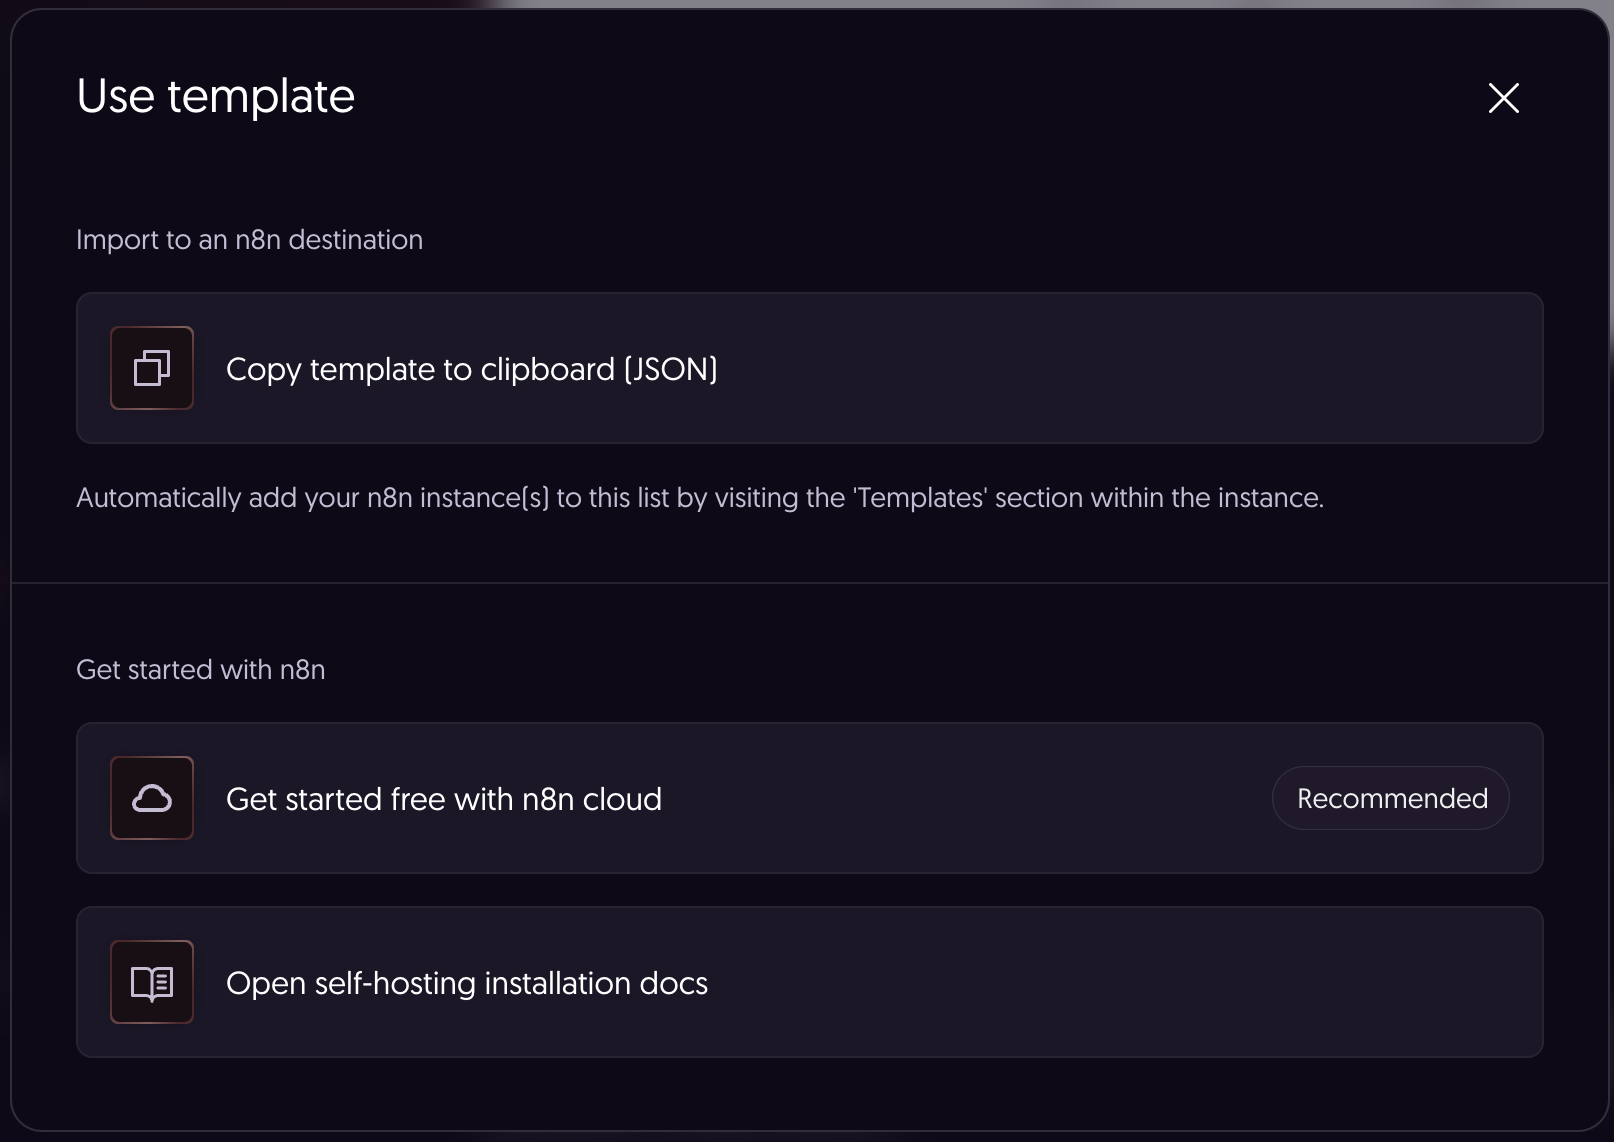 Use template
Import to an n8n destination
Copy template to clipboard (JSON)
Automatically add your n8n instance(s) to this list by visiting the 'Templates' section within the instance.
Get started with n8n
Get started free with n8n cloud
Recommended
Open self-hosting installation docs